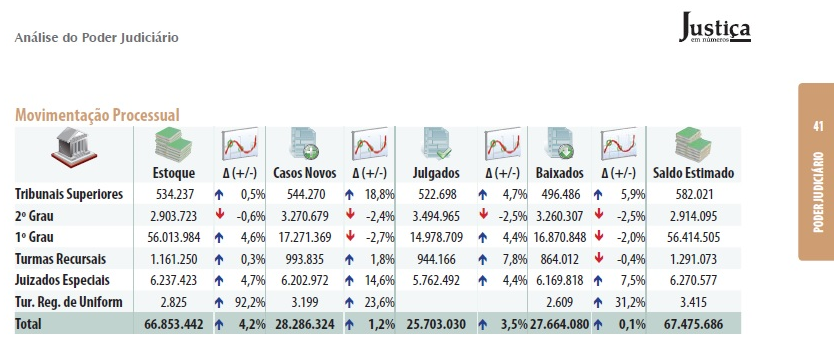 Análise do Poder Judiciário
Justiça
em números
Movimentação Processual
Estoque Δ (+/-) Casos Novos Δ (+/-) Julgados Δ (+/-) Baixados Δ (+/-) Saldo Estimado
Tribunais Superiores 534.237 0,5% 544.270 18,8% 522.698 4,7% 496.486 5,9% 582.021
2º Grau 2.903.723 -0,6% 3.270.679 -2,4% 3.494.965 -2,5% 3.260.307 -2,5% 2.914.095
1º Grau 56.013.984 4,6% 17.271.369 -2,7% 14.978.709 4,4% 16.870.848 -2,0% 56.414.505
Turmas Recursais 1.161.250 0,3% 993.835 1,8% 944.166 7,8% 864.012 -0,4% 1.291.073
Juizados Especiais 6.237.423 4,7% 6.202.972 14,6% 5.762.492 4,4% 6.169.818 7,5% 6.270.577
Tur. Reg. de Uniform 2.825 92,2% 3.199 23,6% 2.609 31,2% 3.415
Total 66.853.442 4,2% 28.286.324 1,2% 25.703.030 3,5% 27.664.080 0,1% 67.475.686
41
PODER JUDICIÁRIO